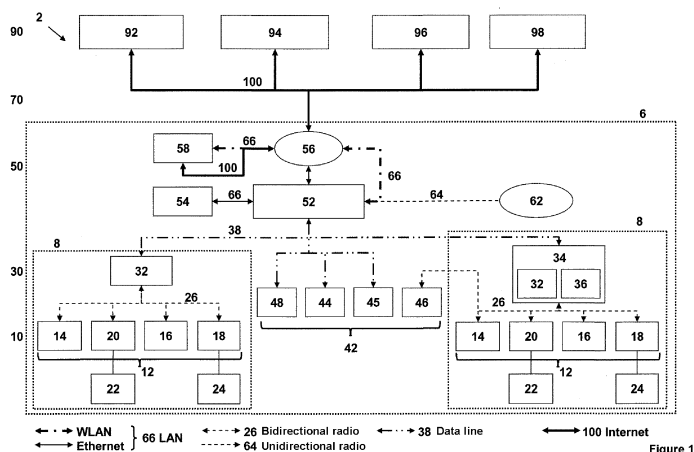 2
90
92 94 96 98
100
70
6
58 66 56
50
100
66
54 66 52 64 62
8 38 8
34
30 32 32 36
26 48 44 45 46 26
10 14 20 16 18 14 20 16 18
12 42 12
22 24 22 24
WLAN
Ethernet
66 LAN
26 Bidirectional radio
64 Unidirectional radio
38 Data line
100 Internet
Figure 1